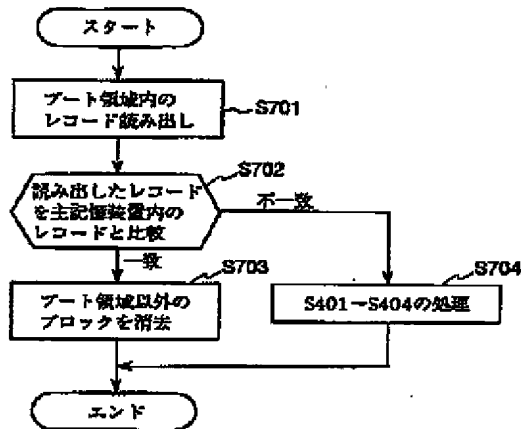 スタート
ブート領域内の
レコード読み出し
S701
S702
読み出したレコード
を主記憶装置内の
レコードと比較
不一致
一致
S703
ブート領域以外の
ブロックを消去
S704
S401~S404の処理
エンド